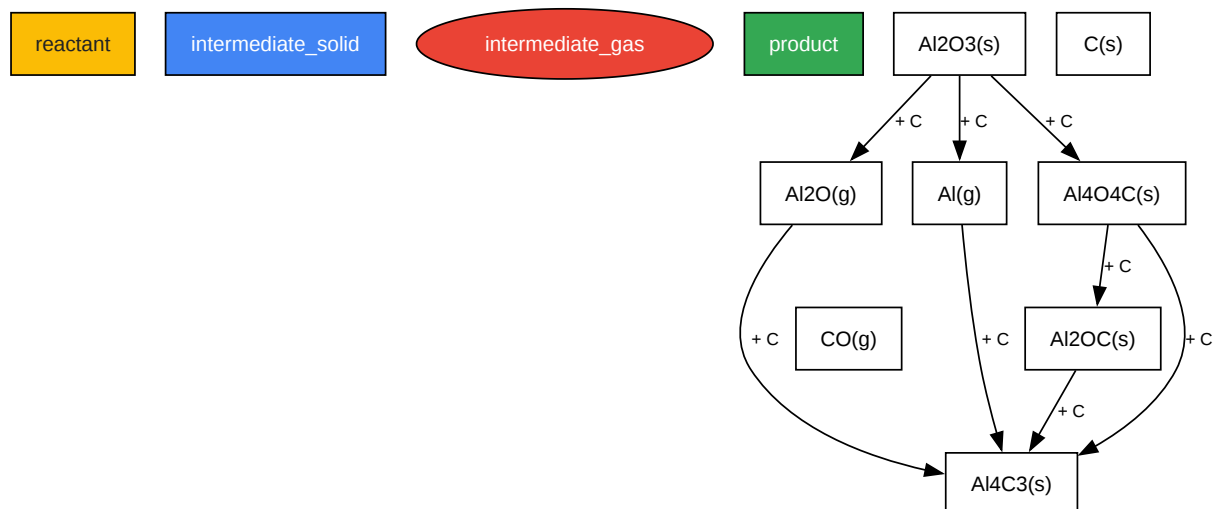 reactant
intermediate_solid
intermediate_gas
product
Al2O3(s)
C(s)
+ C
+ C
+ C
Al2O(g)
Al(g)
Al4O4C(s)
+ C
CO(g)
Al2OC(s)
+ C
+ C
+ C
+ C
Al4C3(s)